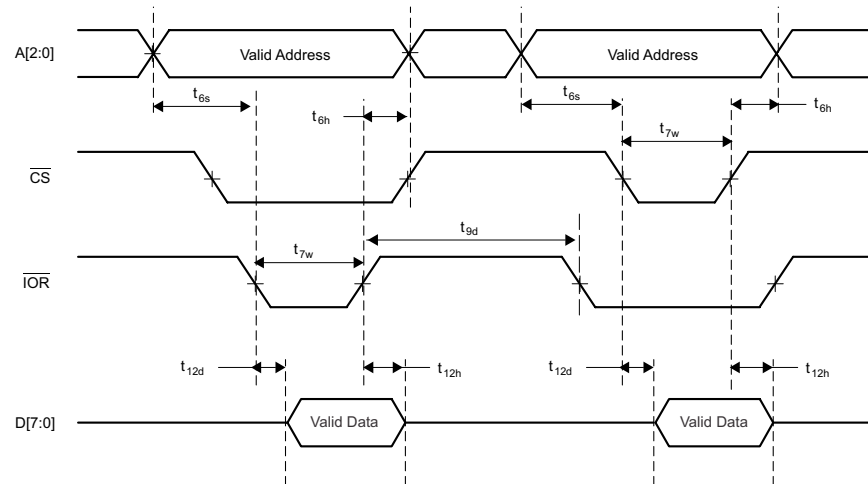 A[2:0]
Valid Address
Valid Address
t6s
t6h
t6s
t6h
t7w
CS
t9d
t7w
IOR
t12d
t12h
t12d
t12h
D[7:0]
Valid Data
Valid Data